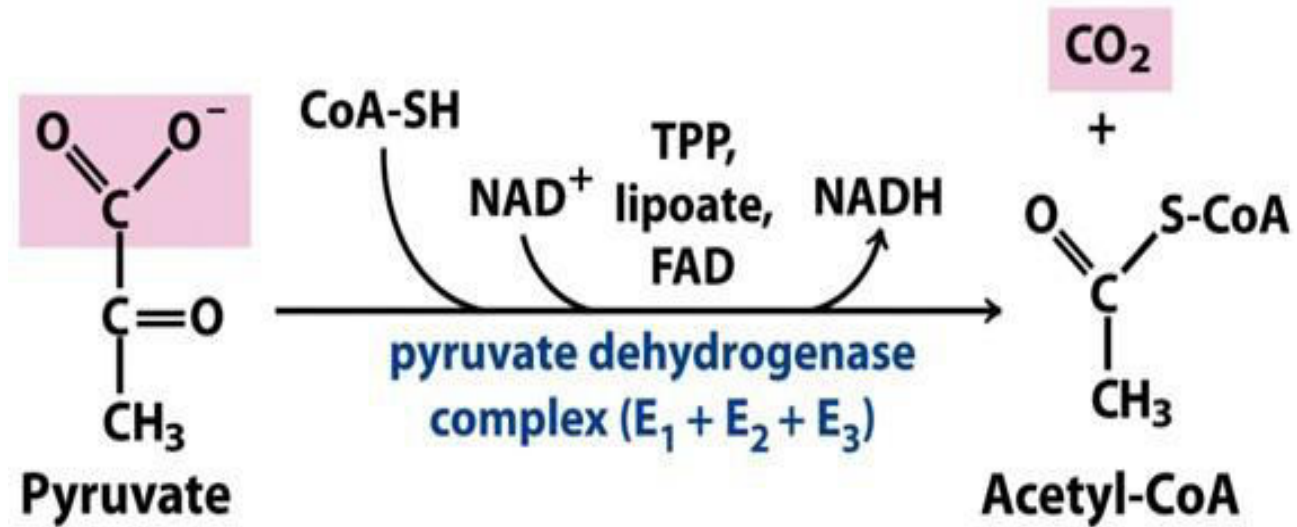 O
O⁻
C
C=O
CH₃
Pyruvate
CoA-SH
NAD⁺
TPP,
lipoate,
FAD
NADH
pyruvate dehydrogenase
complex (E₁ + E₂ + E₃)
CO₂
+
O
S-CoA
C
CH₃
Acetyl-CoA